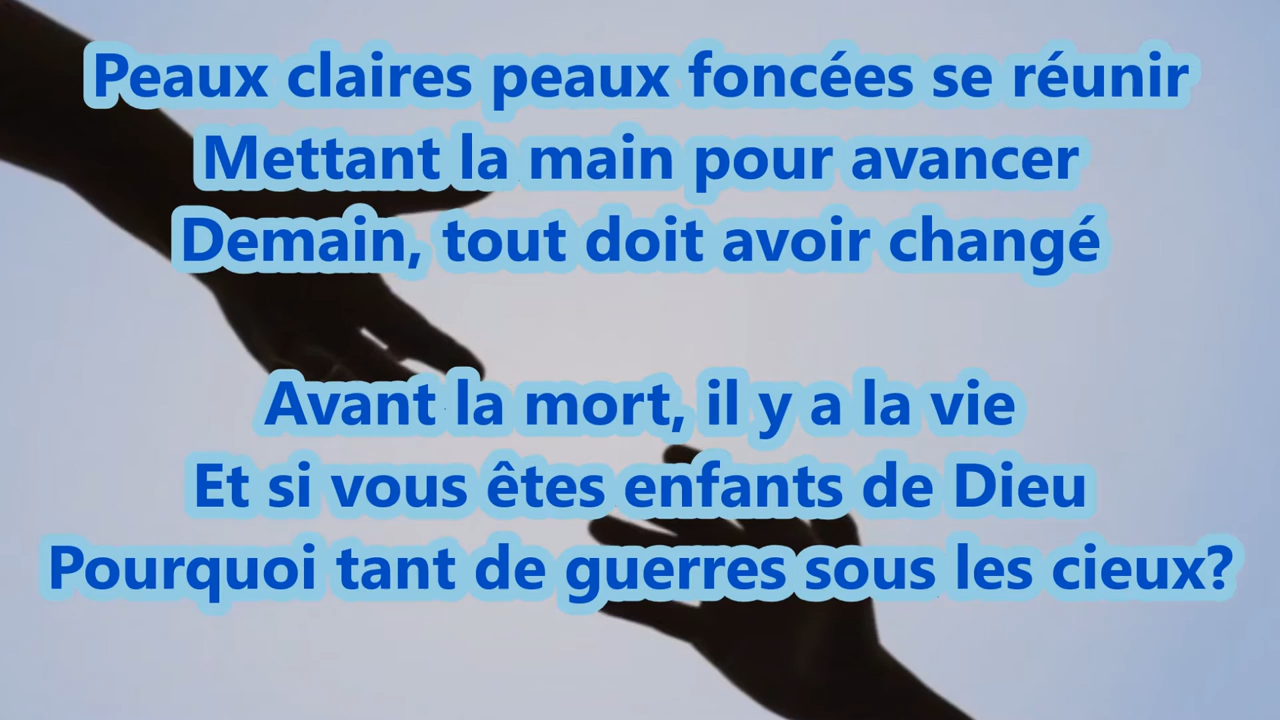 Peaux claires peaux foncées se réunir
Mettant la main pour avancer
Demain, tout doit avoir changé
Avant la mort, il y a la vie
Et si vous êtes enfants de Dieu
Pourquoi tant de guerres sous les cieux?